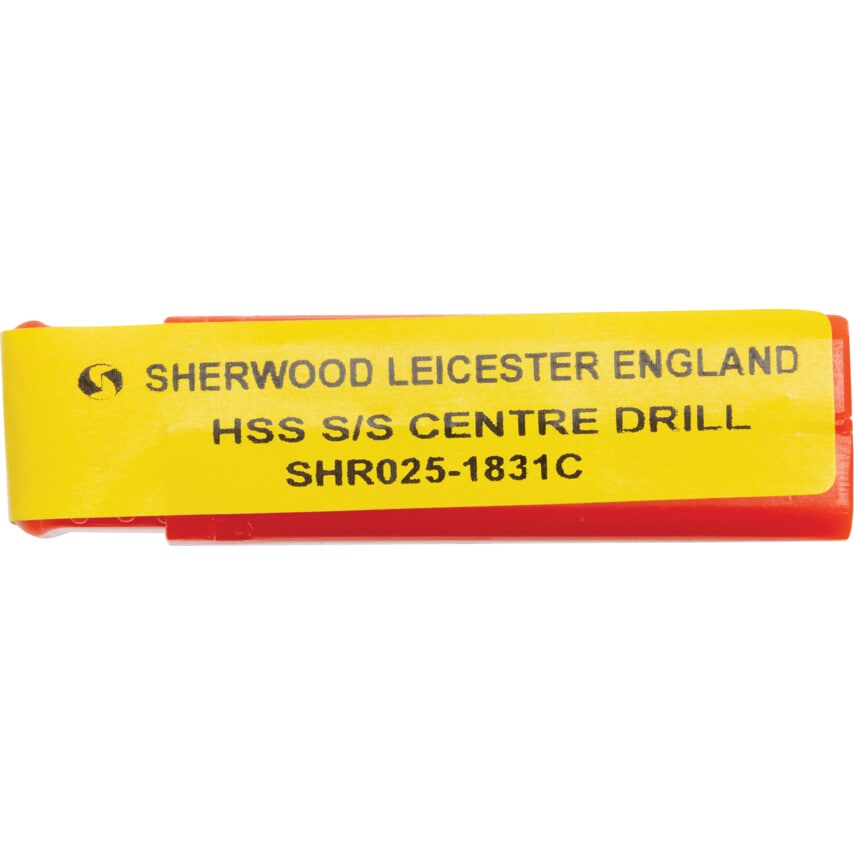 SHERWOOD LEICESTER ENGLAND
HSS S/S CENTRE DRILL
SHR025-1831C